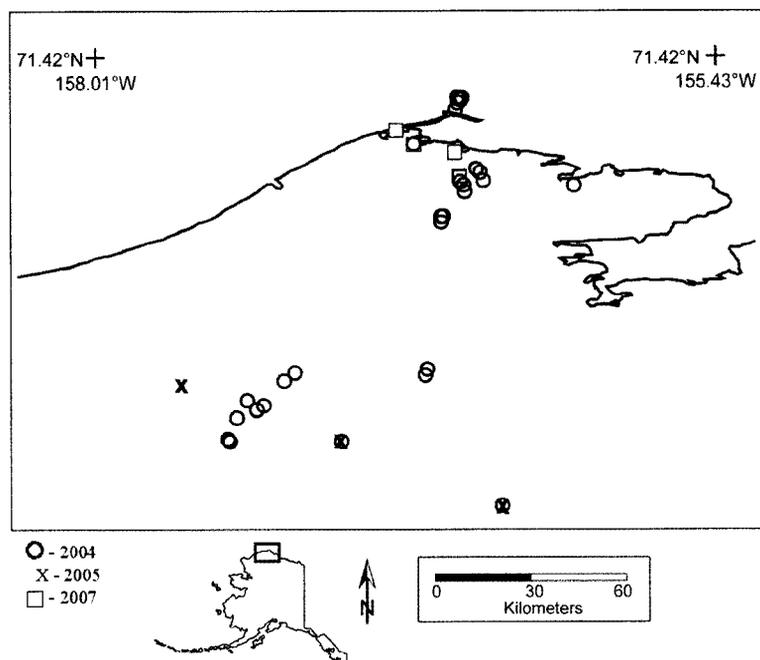 71.42°N
158.01°W
71.42°N
155.43°W
O - 2004
X - 2005
□ - 2007
N
0 30 60
Kilometers